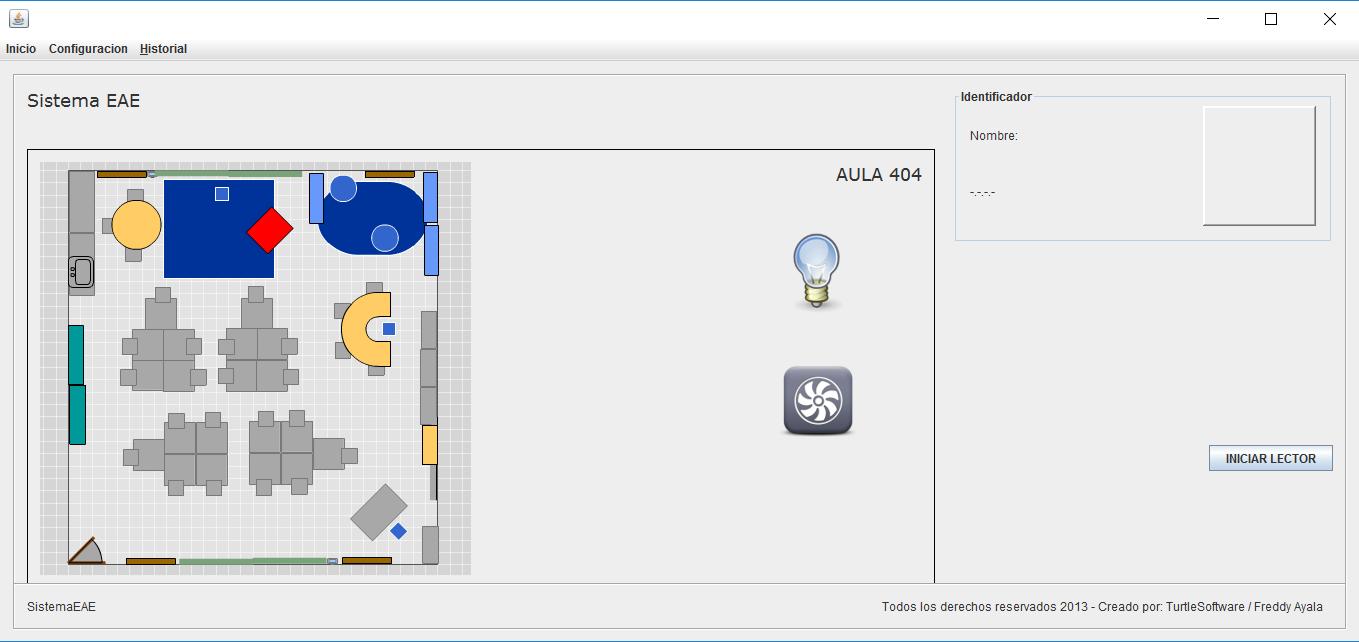 Inicio Configuracion Historial
Sistema EAE
Identificador
Nombre:
-.-.-.-
AULA 404
INICIAR LECTOR
SistemaEAE
Todos los derechos reservados 2013 - Creado por: TurtleSoftware / Freddy Ayala